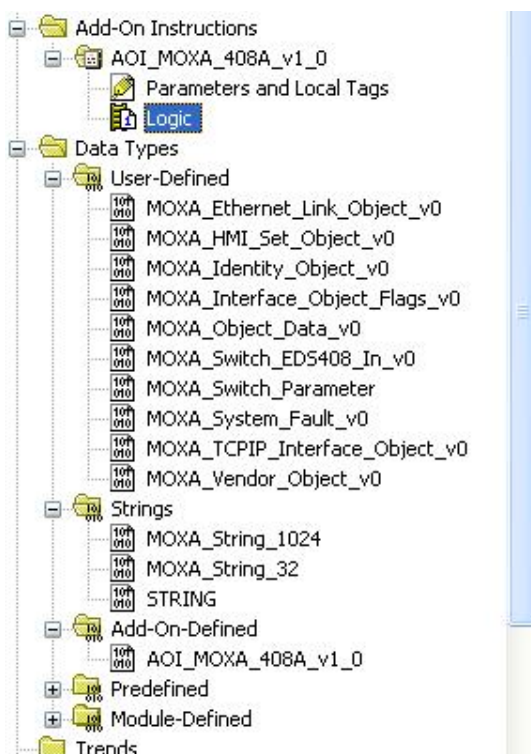 Add-On Instructions
AOI_MOXA_408A_v1_0
Parameters and Local Tags
Logic
Data Types
User-Defined
MOXA_Ethernet_Link_Object_v0
MOXA_HMI_Set_Object_v0
MOXA_Identity_Object_v0
MOXA_Interface_Object_Flags_v0
MOXA_Object_Data_v0
MOXA_Switch_EDS408_In_v0
MOXA_Switch_Parameter
MOXA_System_Fault_v0
MOXA_TCPIP_Interface_Object_v0
MOXA_Vendor_Object_v0
Strings
MOXA_String_1024
MOXA_String_32
STRING
Add-On-Defined
AOI_MOXA_408A_v1_0
Predefined
Module-Defined
Trends